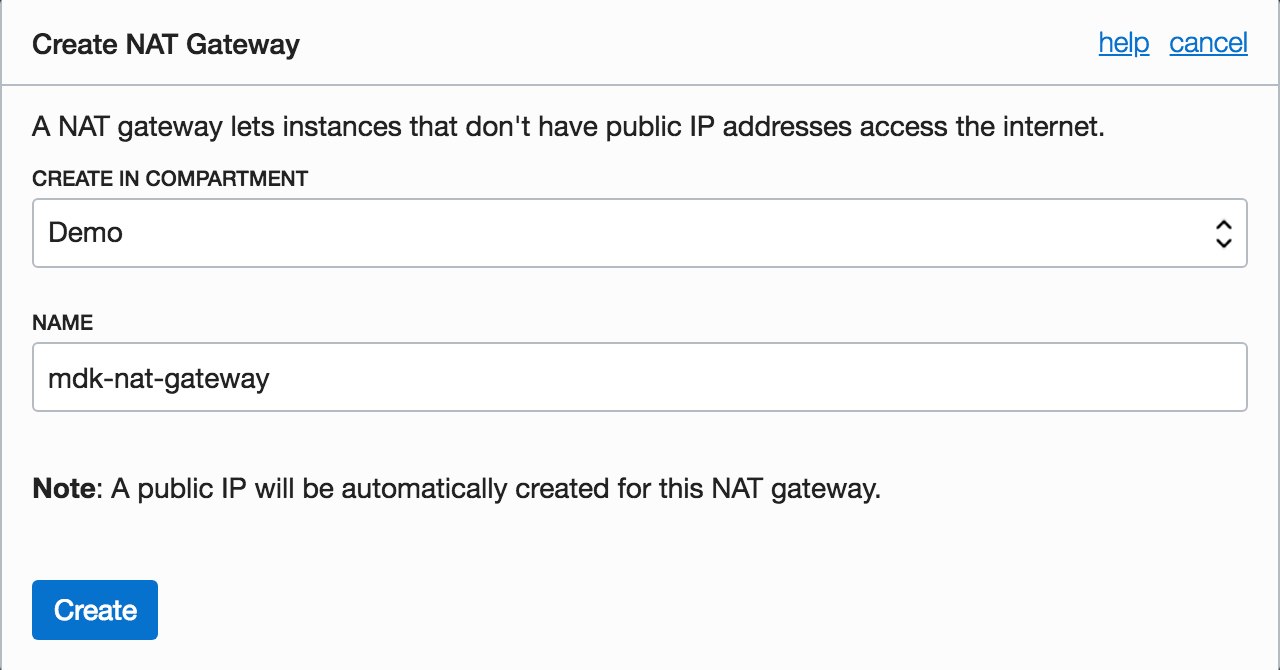 Create NAT Gateway help cancel
A NAT gateway lets instances that don't have public IP addresses access the internet.
CREATE IN COMPARTMENT
Demo
NAME
mdk-nat-gateway
Note: A public IP will be automatically created for this NAT gateway.
Create